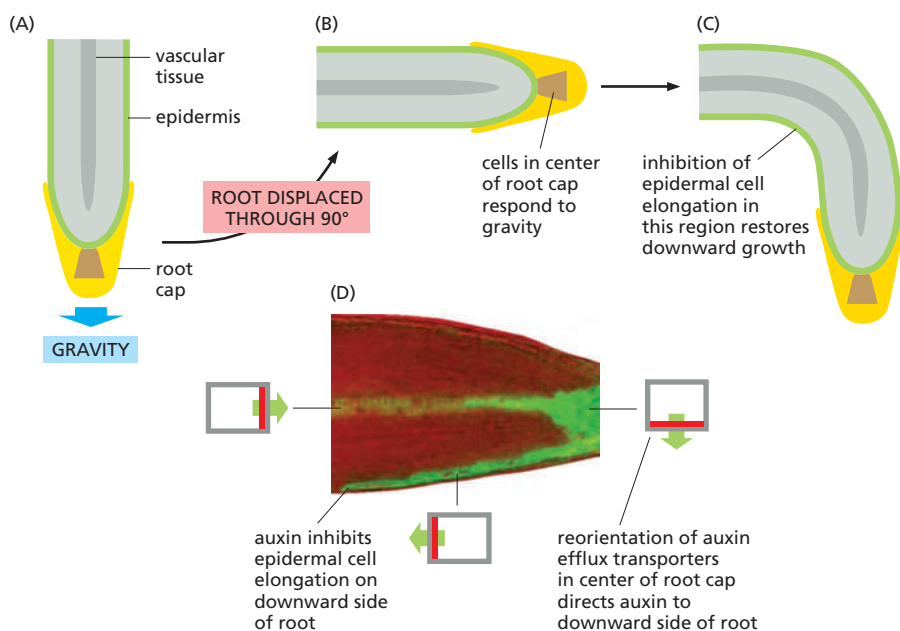 (A)
vascular
tissue
epidermis
root
cap
GRAVITY
ROOT DISPLACED
THROUGH 90°
(B)
cells in center
of root cap
respond to
gravity
(C)
inhibition of
epidermal cell
elongation in
this region restores
downward growth
(D)
auxin inhibits
epidermal cell
elongation on
downward side
of root
reorientation of auxin
efflux transporters
in center of root cap
directs auxin to
downward side of root